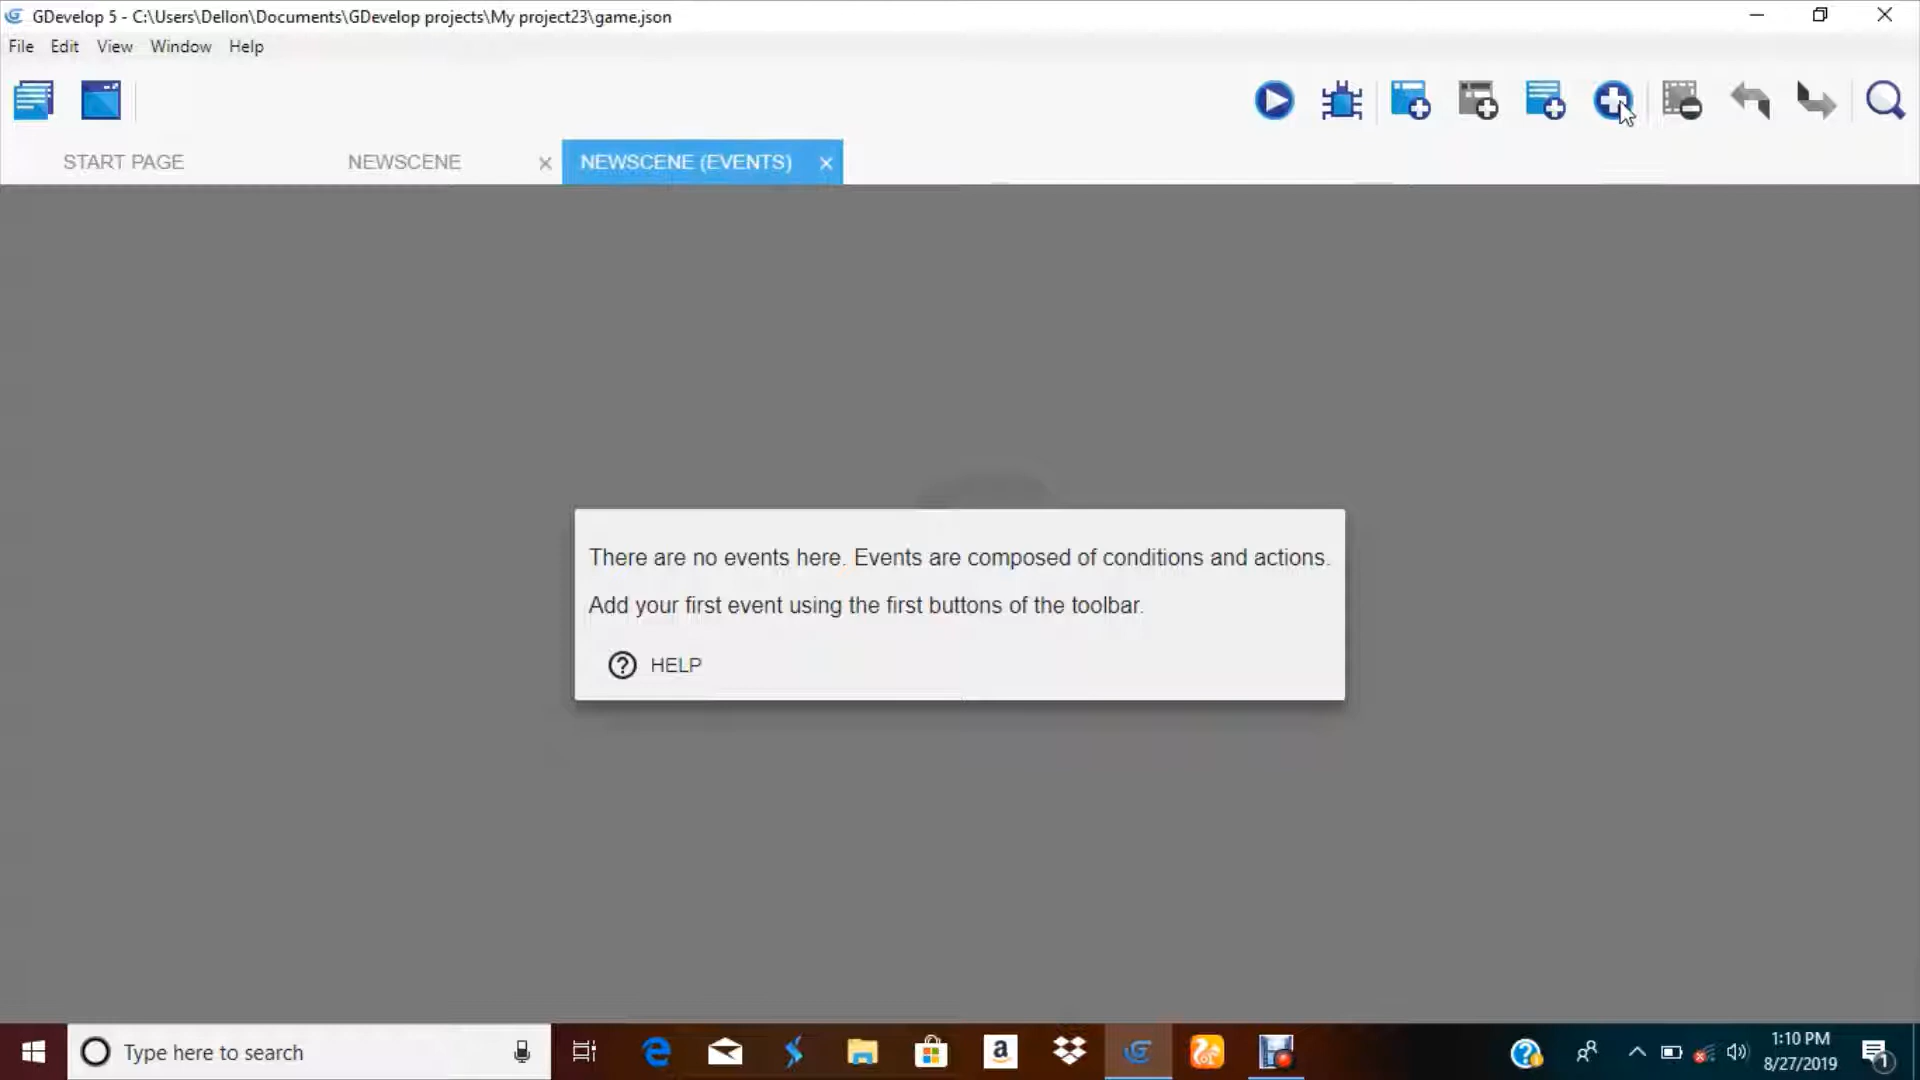 GDevelop 5 - C:\Users\Dellon\Documents\GDevelop projects\My project23\game.json
File Edit View Window Help
START PAGE NEWSCENE NEWSCENE (EVENTS)
There are no events here. Events are composed of conditions and actions.
Add your first event using the first buttons of the toolbar.
HELP
Type here to search
1:10 PM
8/27/2019
1